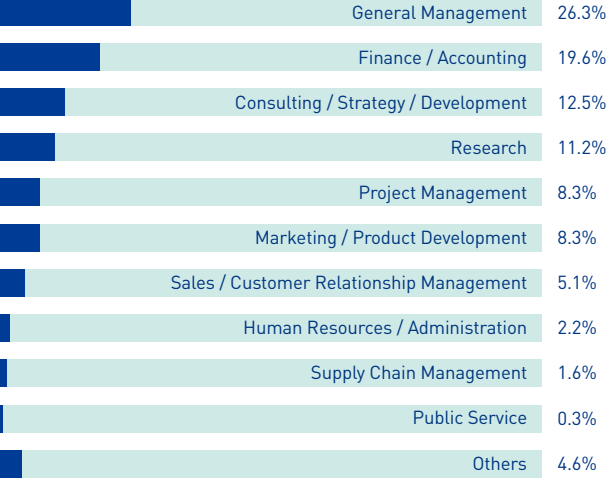 General Management 26.3%
Finance / Accounting 19.6%
Consulting / Strategy / Development 12.5%
Research 11.2%
Project Management 8.3%
Marketing / Product Development 8.3%
Sales / Customer Relationship Management 5.1%
Human Resources / Administration 2.2%
Supply Chain Management 1.6%
Public Service 0.3%
Others 4.6%